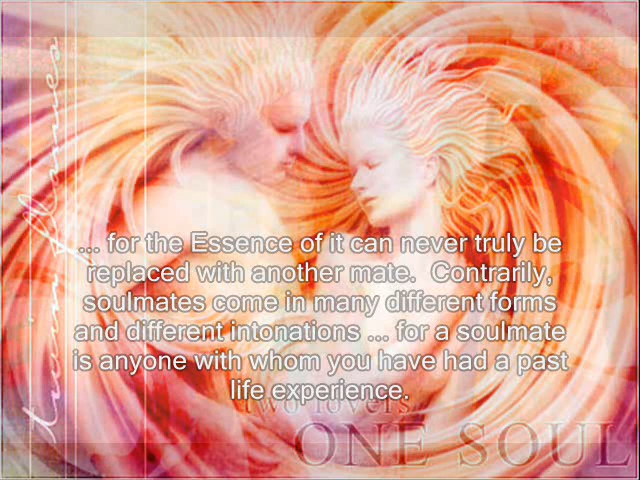 twin flames
... for the Essence of it can never truly be
replaced with another mate.  Contrarily,
soulmates come in many different forms
and different intonations ... for a soulmate
is anyone with whom you have had a past
life experience.
two lovers
ONE SOUL